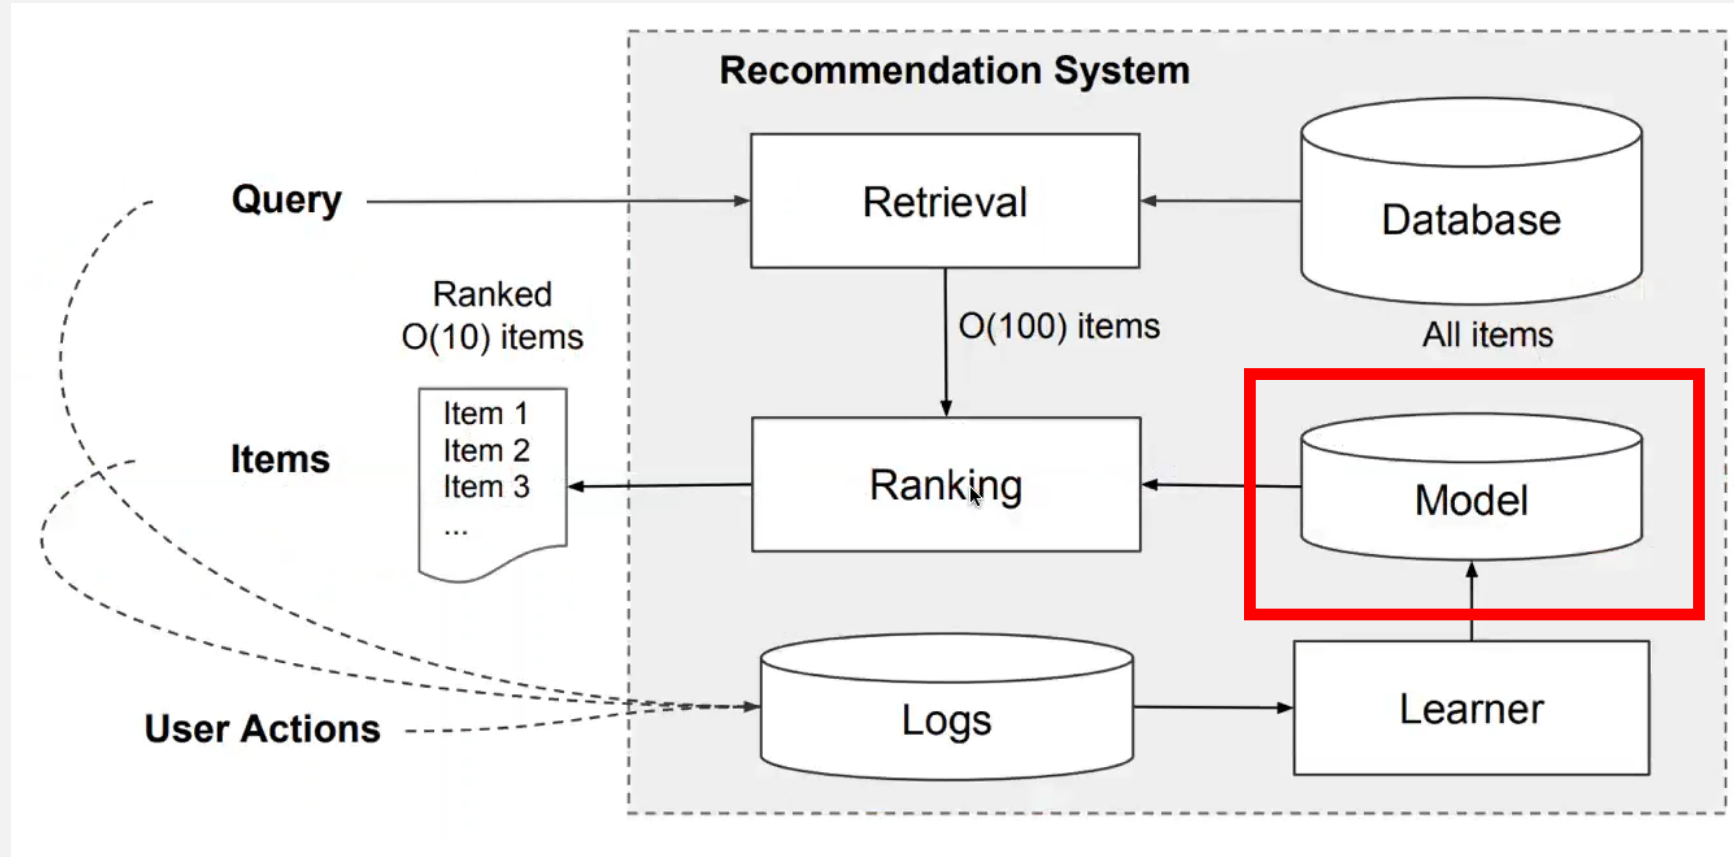 Recommendation System
Query
Retrieval
Database
Ranked
O(10) items
O(100) items
All items
Items
Item 1
Item 2
Item 3
...
Ranking
Model
User Actions
Logs
Learner